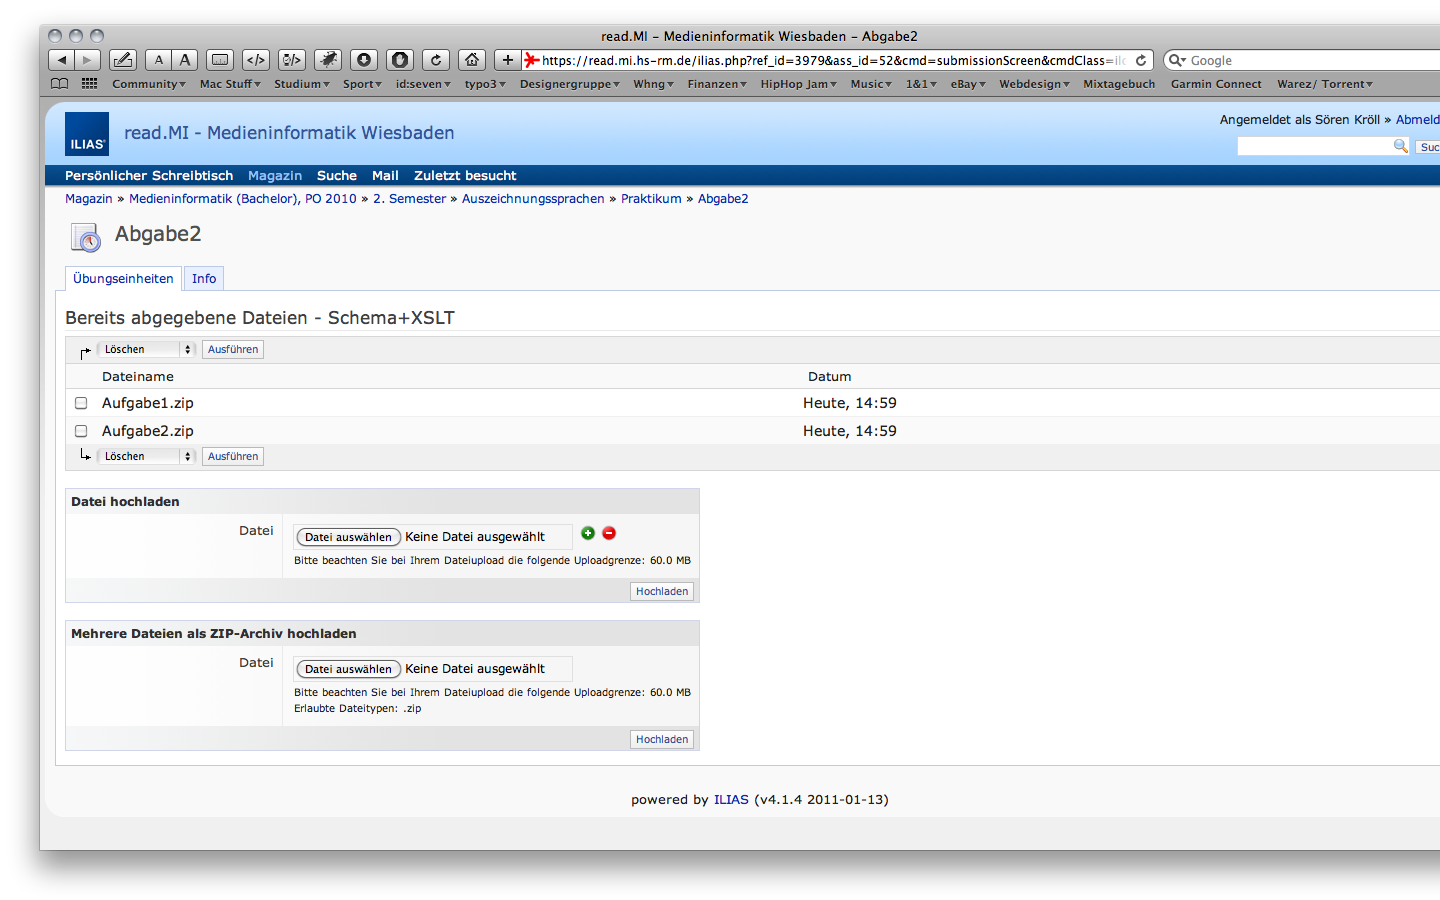 read.MI – Medieninformatik Wiesbaden – Abgabe2
A A </> Google
https://read.mi.hs-rm.de/ilias.php?ref_id=3979&ass_id=52&cmd=submissionScreen&cmdClass=il
Community Mac Stuff Studium Sport id:seven typo3 Designergruppe Whng Finanzen HipHop Jam Music 1&1 eBay Webdesign Mixtagebuch Garmin Connect Warez/ Torrent
ILIAS read.MI - Medieninformatik Wiesbaden
Angemeldet als Sören Kröll » Abmeld
Suc
Persönlicher Schreibtisch Magazin Suche Mail Zuletzt besucht
Magazin » Medieninformatik (Bachelor), PO 2010 » 2. Semester » Auszeichnungssprachen » Praktikum » Abgabe2
Abgabe2
Übungseinheiten Info
Bereits abgegebene Dateien - Schema+XSLT
Löschen Ausführen
Dateiname Datum
Aufgabe1.zip Heute, 14:59
Aufgabe2.zip Heute, 14:59
Löschen Ausführen
Datei hochladen
Datei Datei auswählen Keine Datei ausgewählt
Bitte beachten Sie bei Ihrem Dateiupload die folgende Uploadgrenze: 60.0 MB
Hochladen
Mehrere Dateien als ZIP-Archiv hochladen
Datei Datei auswählen Keine Datei ausgewählt
Bitte beachten Sie bei Ihrem Dateiupload die folgende Uploadgrenze: 60.0 MB
Erlaubte Dateitypen: .zip
Hochladen
powered by ILIAS (v4.1.4 2011-01-13)